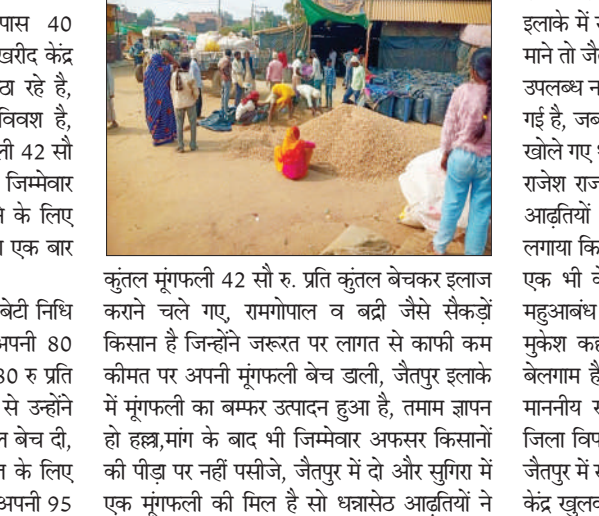 पास 40
खरीद केंद्र
ठा रहे है,
विवश है,
ली 42 सौ
जिम्मेवार
के लिए
एक बार
बेटी निधि
अपनी 80
30 रु प्रति
से उन्होंने
बेच दी,
के लिए
अपनी 95
कुंतल मूंगफली 42 सौ रु. प्रति कुंतल बेचकर इलाज
कराने चले गए, रामगोपाल व बद्री जैसे सैकड़ों
किसान है जिन्होंने जरूरत पर लागत से काफी कम
कीमत पर अपनी मूंगफली बेच डाली, जैतपुर इलाके
में मूंगफली का बम्फर उत्पादन हुआ है, तमाम ज्ञापन
हो हल्ला,मांग के बाद भी जिम्मेवार अफसर किसानों
की पीड़ा पर नहीं पसीजे, जैतपुर में दो और सुगिरा में
एक मूंगफली की मिल है सो धन्नासेठ आढ़तियों ने
इलाके में
माने तो जै
उपलब्ध न
गई है, जब
खोले गए
राजेश राज
आढ़तियों
लगाया कि
एक भी के
महुआबंध
मुकेश कह
बेलगाम है
माननीय
जिला विप
जैतपुर में
केंद्र खुलव